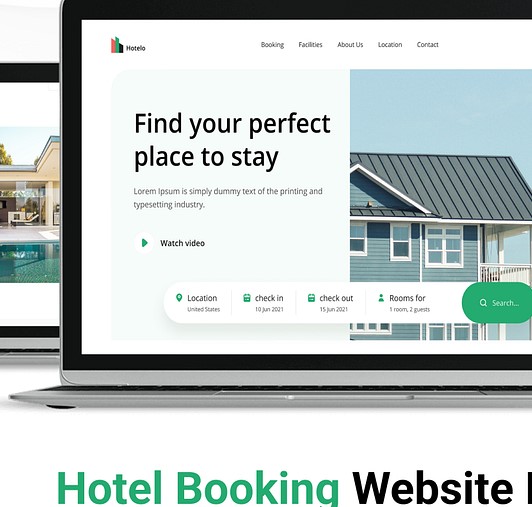 Hotelo
Booking Facilities About Us Location Contact
Find your perfect
place to stay
Lorem Ipsum is simply dummy text of the printing and
typesetting industry.
Watch video
Location check in check out Rooms for
United States 10 Jun 2021 15 Jun 2021 1 room, 2 guests
Search...
Hotel Booking Website